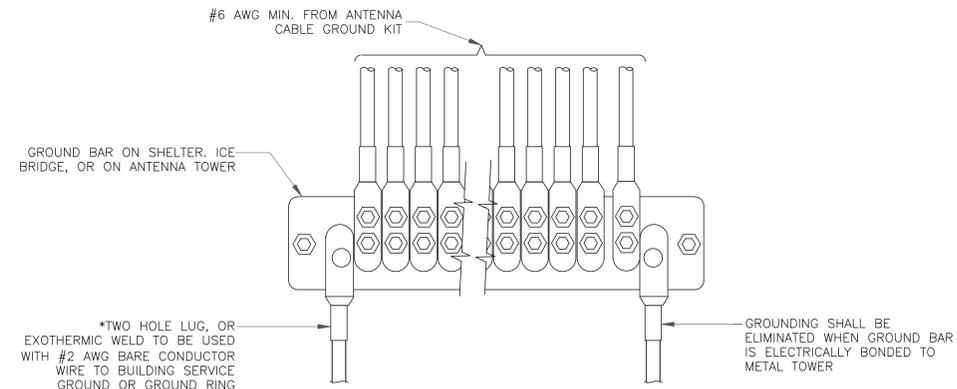 #6 AWG MIN. FROM ANTENNA
CABLE GROUND KIT
GROUND BAR ON SHELTER. ICE
BRIDGE, OR ON ANTENNA TOWER
*TWO HOLE LUG, OR
EXOTHERMIC WELD TO BE USED
WITH #2 AWG BARE CONDUCTOR
WIRE TO BUILDING SERVICE
GROUND OR GROUND RING
GROUNDING SHALL BE
ELIMINATED WHEN GROUND BAR
IS ELECTRICALLY BONDED TO
METAL TOWER